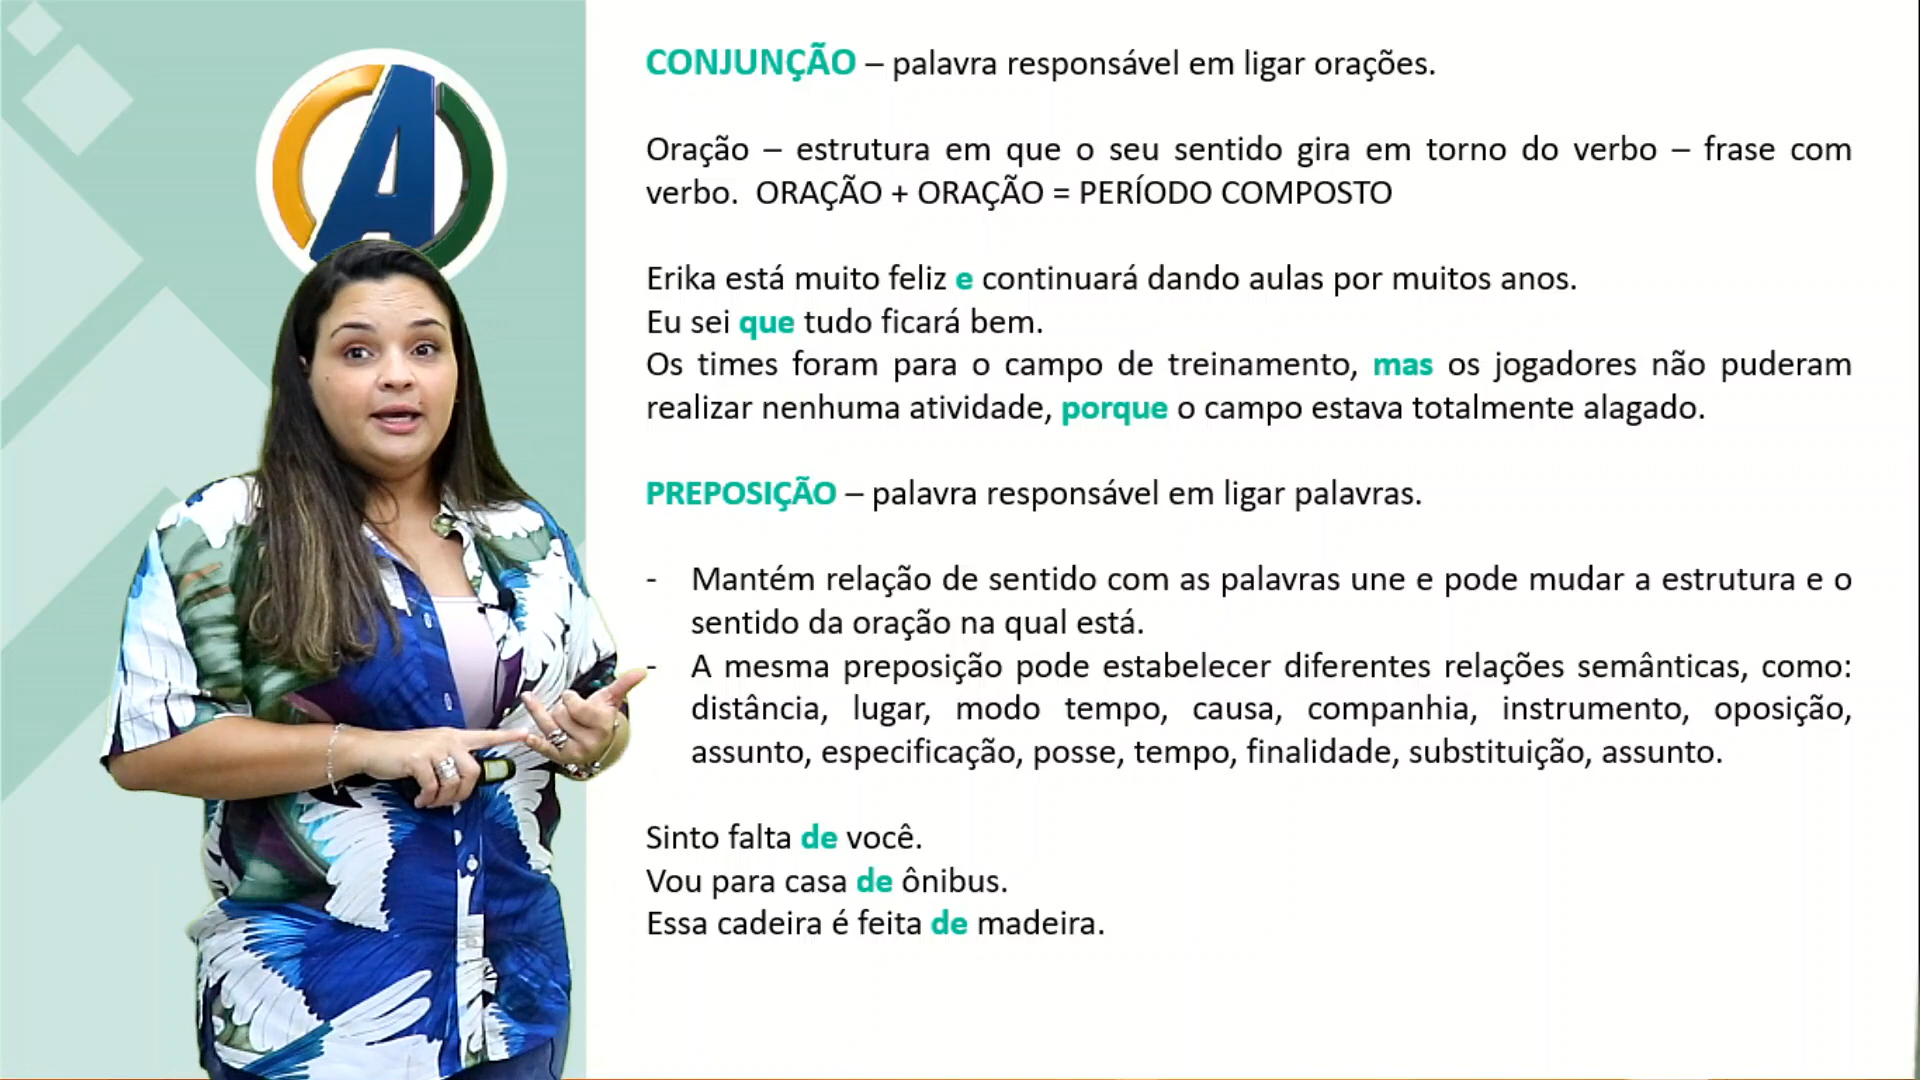 CONJUNÇÃO – palavra responsável em ligar orações.
Oração – estrutura em que o seu sentido gira em torno do verbo – frase com
verbo. ORAÇÃO + ORAÇÃO = PERÍODO COMPOSTO
Erika está muito feliz e continuará dando aulas por muitos anos.
Eu sei que tudo ficará bem.
Os times foram para o campo de treinamento, mas os jogadores não puderam
realizar nenhuma atividade, porque o campo estava totalmente alagado.
PREPOSIÇÃO – palavra responsável em ligar palavras.
- Mantém relação de sentido com as palavras une e pode mudar a estrutura e o
sentido da oração na qual está.
- A mesma preposição pode estabelecer diferentes relações semânticas, como:
distância, lugar, modo tempo, causa, companhia, instrumento, oposição,
assunto, especificação, posse, tempo, finalidade, substituição, assunto.
Sinto falta de você.
Vou para casa de ônibus.
Essa cadeira é feita de madeira.